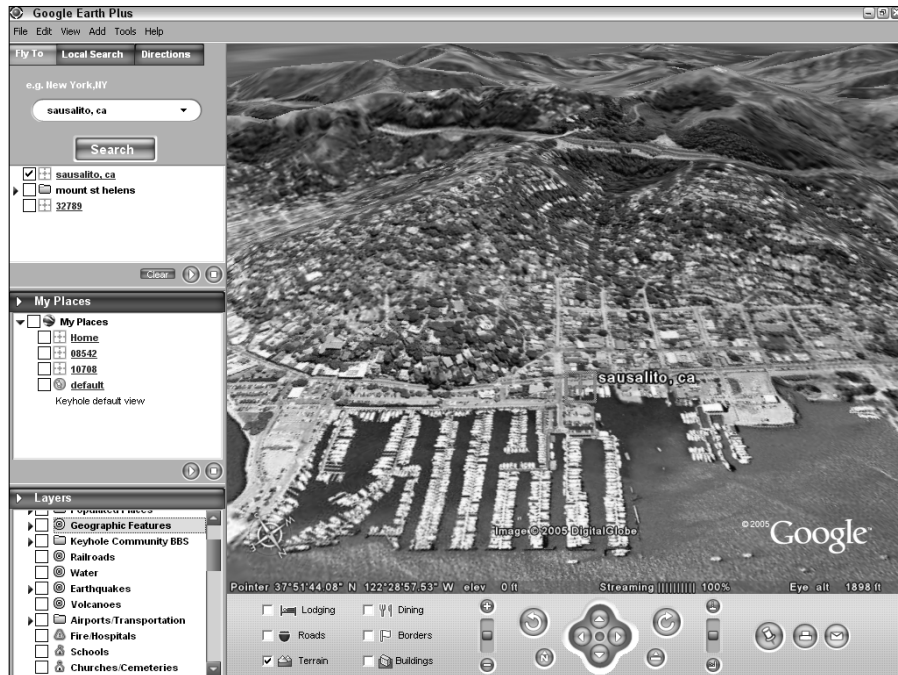 Google Earth Plus
File Edit View Add Tools Help
Fly To Local Search Directions
e.g. New York,NY
sausalito, ca
Search
sausalito, ca
mount st helens
32789
Clear
My Places
My Places
Home
08542
10708
default
Keyhole default view
Layers
Populated Places
Geographic Features
Keyhole Community BBS
Railroads
Water
Earthquakes
Volcanoes
Airports/Transportation
Fire/Hospitals
Schools
Churches/Cemeteries
sausalito, ca
W
Image © 2005 DigitalGlobe
© 2005 Google™
Pointer 37°51'44.08" N 122°28'57.53" W elev 0 ft Streaming |||||||||| 100% Eye alt 1898 ft
Lodging Dining
Roads Borders
Terrain Buildings
N